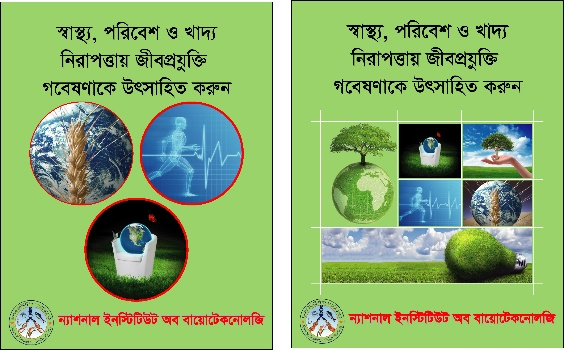 স্বাস্থ্য, পরিবেশ ও খাদ্য
নিরাপত্তায় জীবপ্রযুক্তি
গবেষণাকে উৎসাহিত করুন
ন্যাশনাল ইনস্টিটিউট অব বায়োটেকনোলজি
স্বাস্থ্য, পরিবেশ ও খাদ্য
নিরাপত্তায় জীবপ্রযুক্তি
গবেষণাকে উৎসাহিত করুন
ন্যাশনাল ইনস্টিটিউট অব বায়োটেকনোলজি